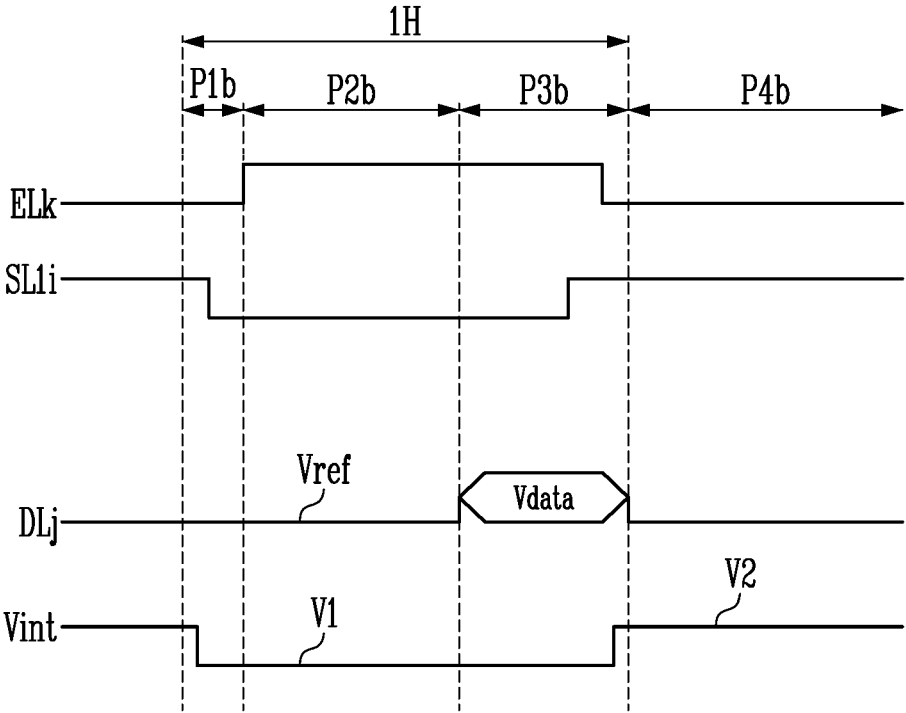 1H
P1b P2b P3b P4b
ELk
SL1i
Vref
Vdata
DLj
V2
V1
Vint